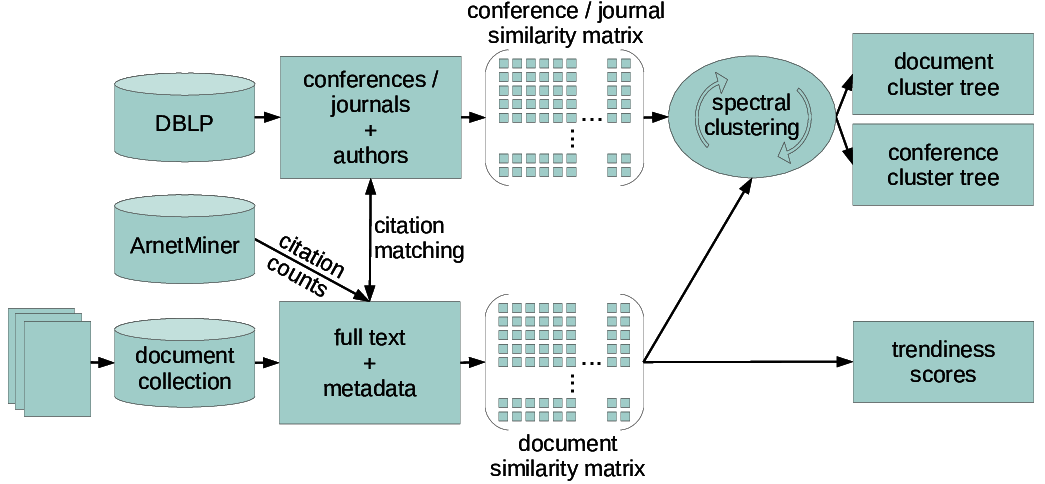 conference / journal
similarity matrix
DBLP
conferences /
journals
+
authors
...
...
spectral
clustering
document
cluster tree
conference
cluster tree
ArnetMiner
citation
counts
citation
matching
document
collection
full text
+
metadata
...
...
trendiness
scores
document
similarity matrix